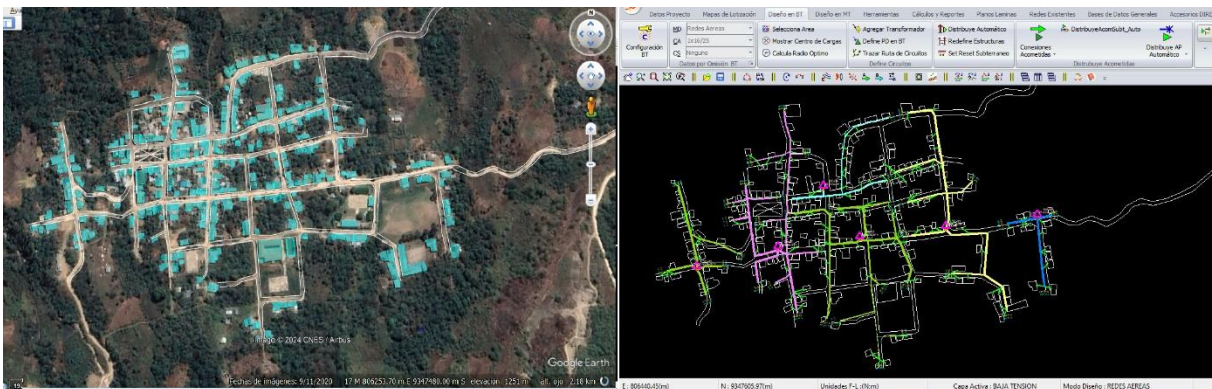 Image © 2024 CNES / Airbus
Google Earth
Fechas de imágenes: 9/11/2020 17 M 806253.70 m E 9347480.00 m S elevación 1251 m alt. ojo 2.18 km
Datos Proyecto Mapas de Lotización Diseño en BT Diseño en MT Herramientas Cálculos y Reportes Planos Laminas Redes Existentes Bases de Datos Generales Accesorios
Configuración BT
Redes Aereas
2x16/25
Ninguno
Datos por Omisión BT
Selecciona Area
Mostrar Centro de Cargas
Calcula Radio Optimo
Agregar Transformador
Define PD en BT
Trazar Ruta de Circuitos
Distribuye Automático
Redefine Estructuras
Set Reset Subterraneo
Define Circuitos
Conexiones Acometidas
DistribuyeAcomSubt_Auto
Distribuye AP Automático
Distrubuye Acometidas
E : 806440.45(m) N : 9347605.97(m) Unidades F-L :(N:m) Capa Activa : BAJA TENSION Modo Diseño : REDES AEREAS